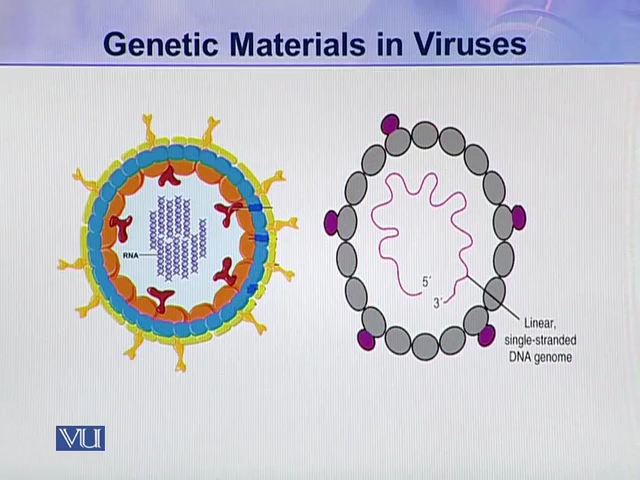 Genetic Materials in Viruses
RNA
5´
3´
Linear,
single-stranded
DNA genome
VU